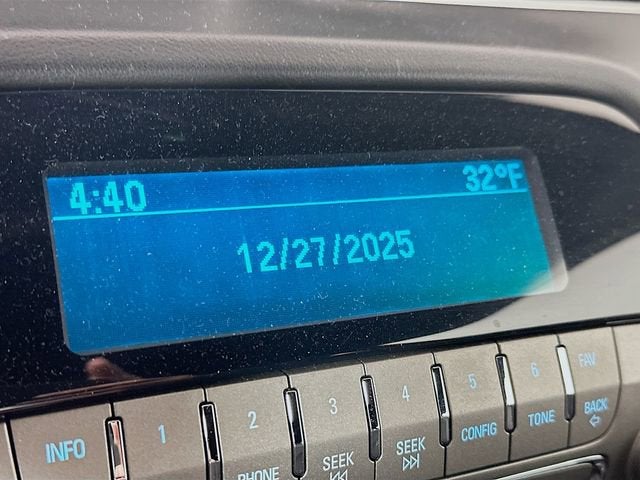 4:40 32°F
12/27/2025
1 2 3 4 5 6 FAV
INFO PHONE SEEK SEEK CONFIG TONE BACK